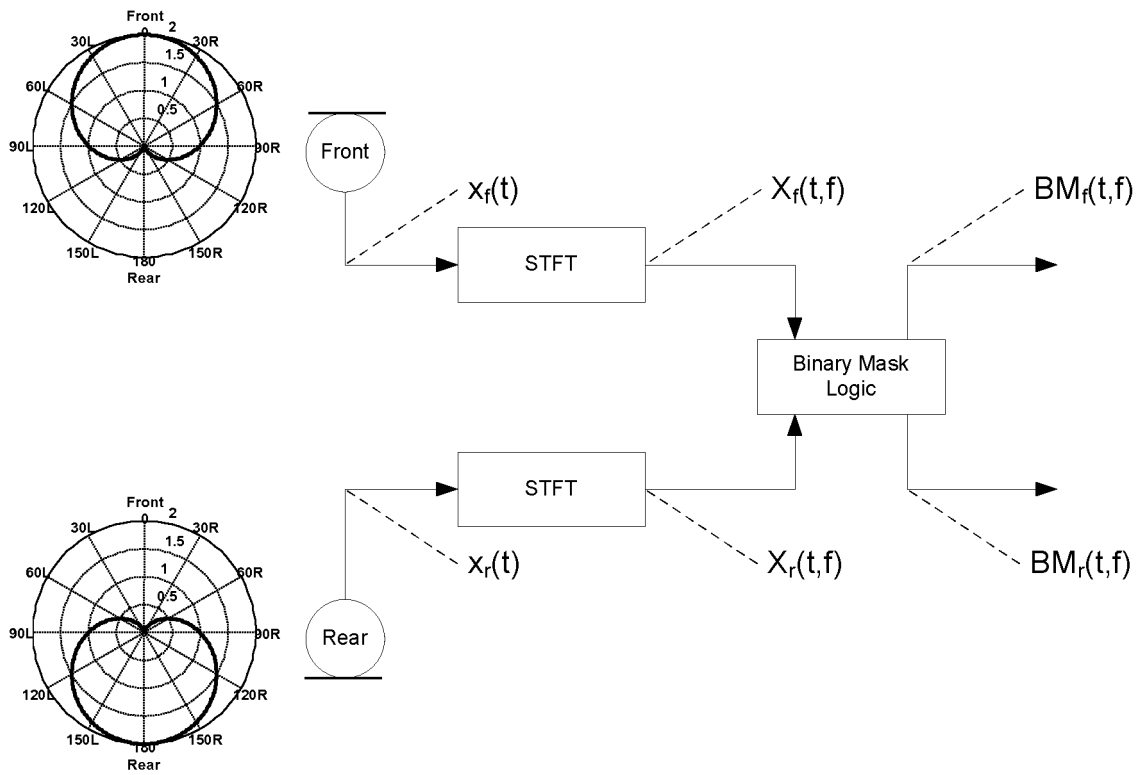 Front
0 2
30L 30R
1.5
60L 1 60R
0.5
90L 90R
120L 120R
150L 150R
180
Rear
Front
x_f(t)
STFT
X_f(t,f)
BM_f(t,f)
Binary Mask
Logic
STFT
x_r(t)
X_r(t,f)
BM_r(t,f)
Rear
Front
0 2
30L 30R
1.5
60L 1 60R
0.5
90L 90R
120L 120R
150L 150R
180
Rear